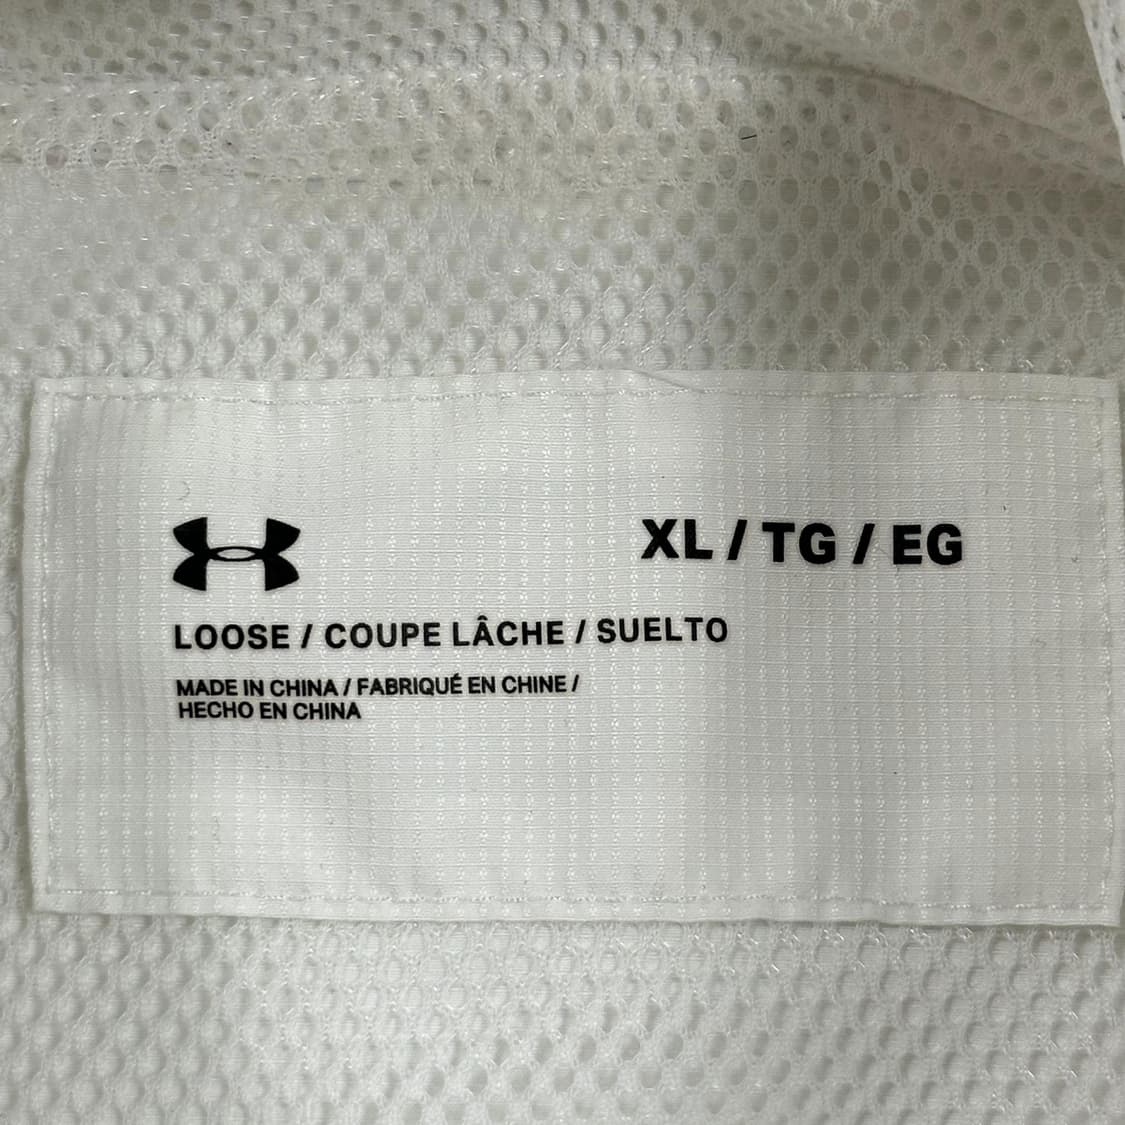 XL / TG / EG
LOOSE / COUPE LÂCHE / SUELTO
MADE IN CHINA / FABRIQUÉ EN CHINE /
HECHO EN CHINA